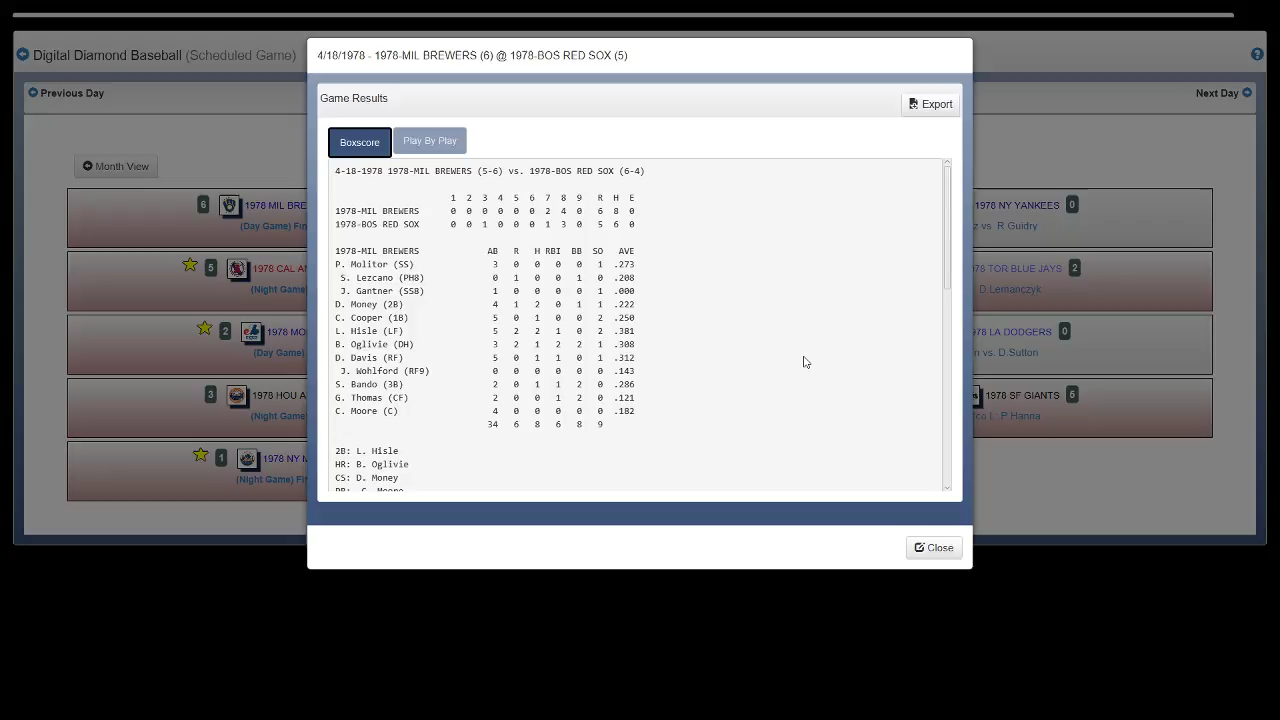 4/18/1978 - 1978-MIL BREWERS (6) @ 1978-BOS RED SOX (5)
Digital Diamond Baseball (Scheduled Game)
Previous Day
Next Day
Game Results
Export
Boxscore
Play By Play
Month View
4-18-1978 1978-MIL BREWERS (5-6) vs. 1978-BOS RED SOX (6-4)
1 2 3 4 5 6 7 8 9 R H E
1978-MIL BREWERS 0 0 0 0 0 0 2 4 0 6 8 0
1978-BOS RED SOX 0 0 1 0 0 0 1 3 0 5 6 0
1978-MIL BREWERS AB R H RBI BB SO AVE
P. Molitor (SS) 3 0 0 0 0 1 .273
S. Lezcano (PH8) 0 1 0 0 1 0 .208
J. Gantner (SS8) 1 0 0 0 0 0 .000
D. Money (2B) 4 1 2 0 1 1 .222
C. Cooper (1B) 5 0 1 0 0 2 .250
L. Hisle (LF) 5 2 2 1 0 2 .381
B. Oglivie (DH) 3 2 1 2 2 1 .308
D. Davis (RF) 5 0 1 1 0 1 .312
J. Wohlford (RF9) 0 0 0 0 0 0 .143
S. Bando (3B) 2 0 1 1 2 0 .286
G. Thomas (CF) 2 0 0 1 2 0 .121
C. Moore (C) 4 0 0 0 0 0 .182
34 6 8 6 8 9
2B: L. Hisle
HR: B. Oglivie
CS: D. Money
PB: C. Moore
6 1978 MIL BRE
(Day Game) Fin
5 1978 CAL AN
(Night Game)
2 1978 MO
(Day Game)
3 1978 HOU A
(Night Game)
1 1978 NY M
(Night Game) Fi
1978 NY YANKEES 0
z vs. R Guidry
1978 TOR BLUE JAYS 2
D.Lemanczyk
1978 LA DODGERS 0
n vs. D.Sutton
1978 SF GIANTS
co L: P Hanna
Close